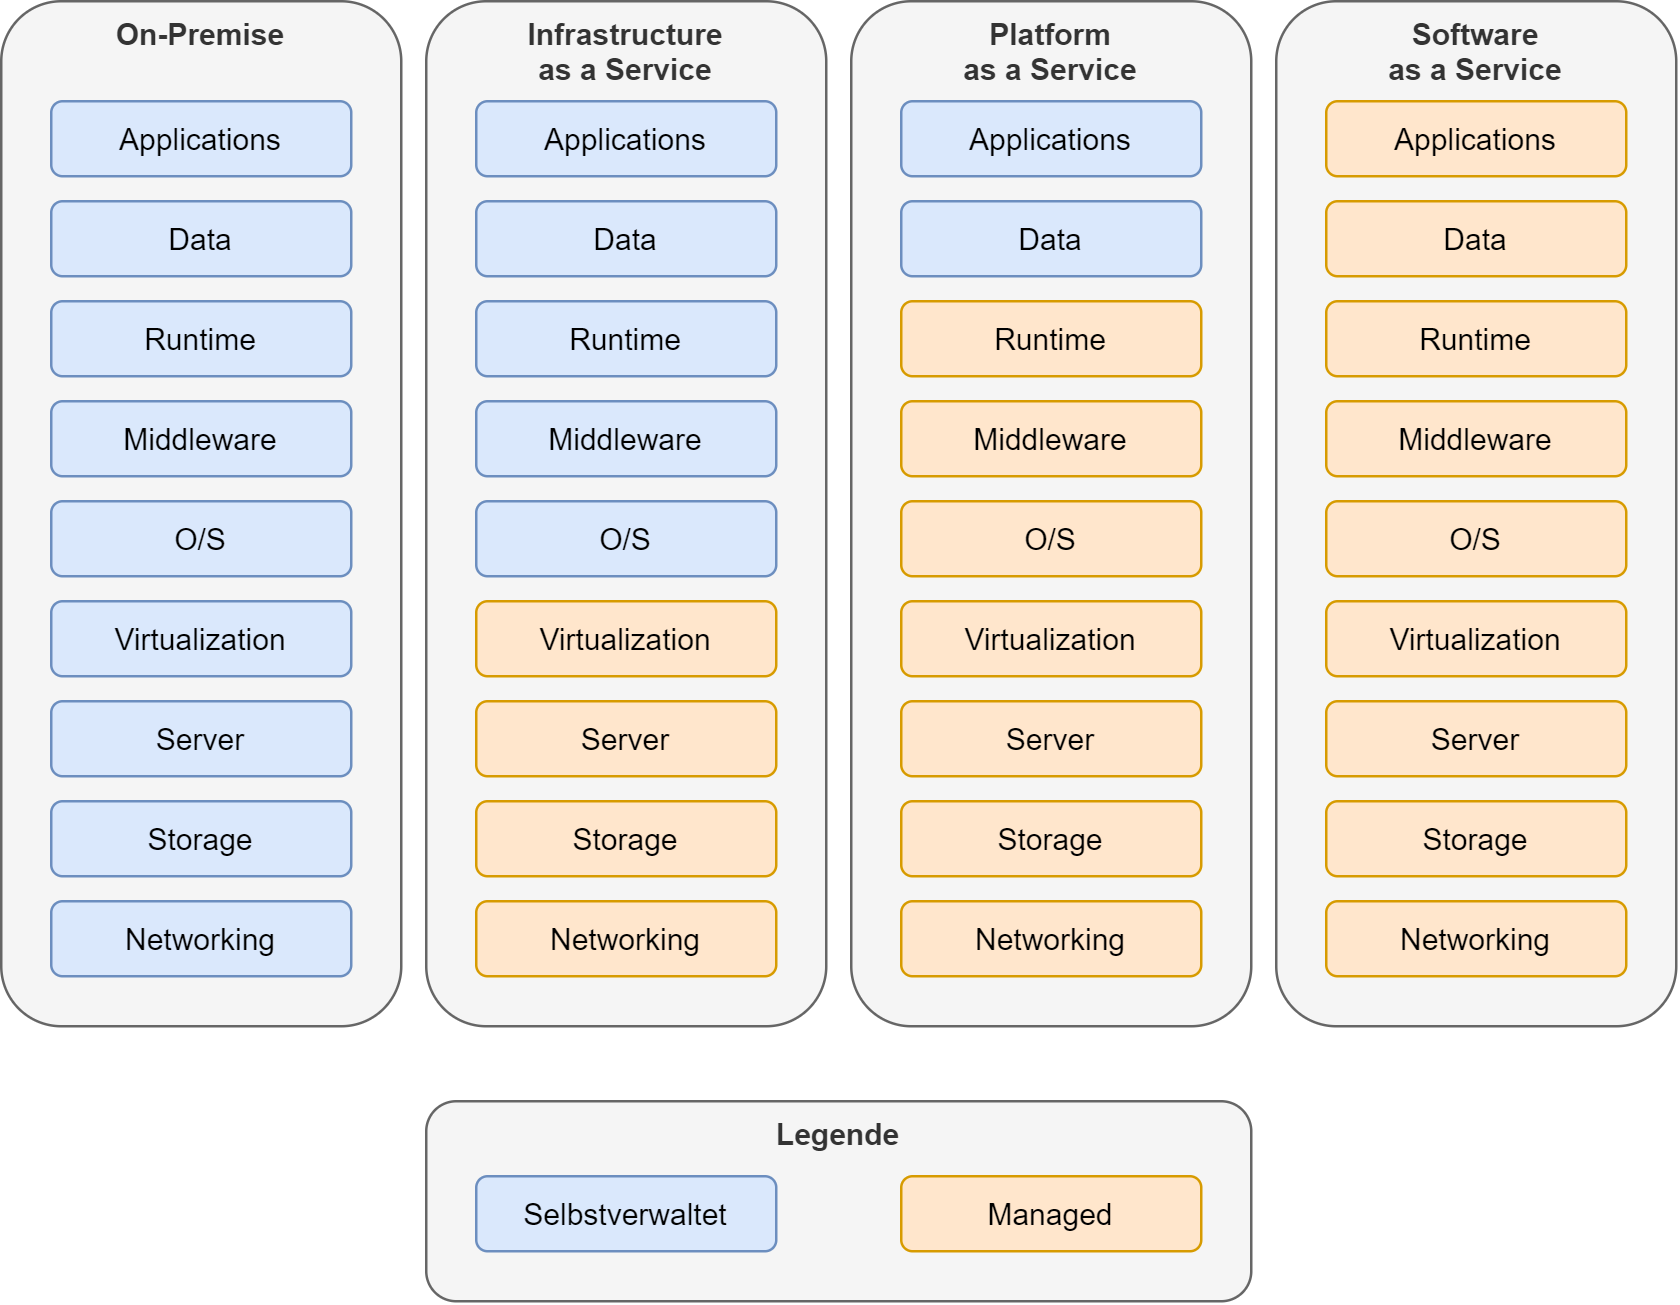 On-Premise
Applications
Data
Runtime
Middleware
O/S
Virtualization
Server
Storage
Networking
Infrastructure
as a Service
Applications
Data
Runtime
Middleware
O/S
Virtualization
Server
Storage
Networking
Platform
as a Service
Applications
Data
Runtime
Middleware
O/S
Virtualization
Server
Storage
Networking
Software
as a Service
Applications
Data
Runtime
Middleware
O/S
Virtualization
Server
Storage
Networking
Legende
Selbstverwaltet
Managed